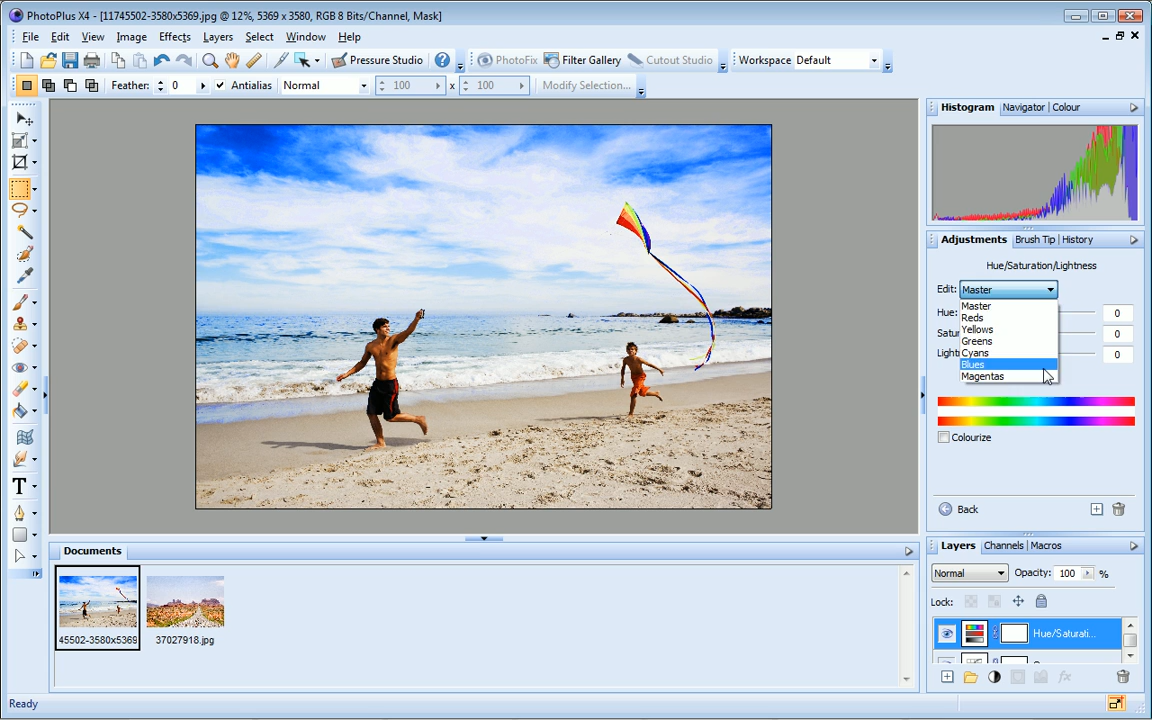 PhotoPlus X4 - [11745502-3580x5369.jpg @ 12%, 5369 x 3580, RGB 8 Bits/Channel, Mask]
File Edit View Image Effects Layers Select Window Help
Pressure Studio PhotoFix Filter Gallery Cutout Studio Workspace Default
Feather: 0 Antialias Normal 100 x 100 Modify Selection...
Histogram Navigator | Colour
Adjustments Brush Tip | History
Hue/Saturation/Lightness
Edit: Master
Master
Hue: 0
Reds
Yellows
Satur 0
Greens
Cyans
Light 0
Blues
Magentas
Colourize
Back
T
Documents
45502-3580x5369
37027918.jpg
Layers Channels | Macros
Normal Opacity: 100 %
Lock:
Hue/Saturati...
fx
Ready